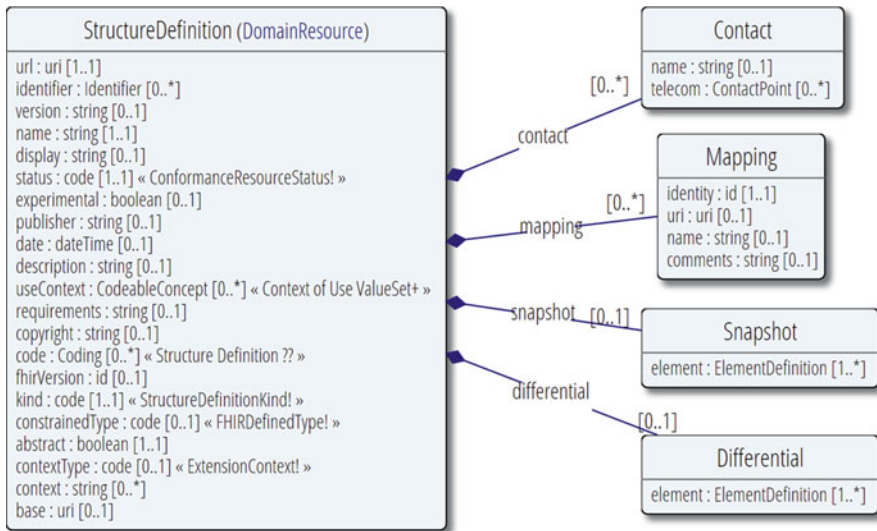 StructureDefinition (DomainResource)
url : uri [1..1]
identifier : Identifier [0..*]
version : string [0..1]
name : string [1..1]
display : string [0..1]
status : code [1..1] « ConformanceResourceStatus! »
experimental : boolean [0..1]
publisher : string [0..1]
date : dateTime [0..1]
description : string [0..1]
useContext : CodeableConcept [0..*] « Context of Use ValueSet+ »
requirements : string [0..1]
copyright : string [0..1]
code : Coding [0..*] « Structure Definition ?? »
fhirVersion : id [0..1]
kind : code [1..1] « StructureDefinitionKind! »
constrainedType : code [0..1] « FHIRDefinedType! »
abstract : boolean [1..1]
contextType : code [0..1] « ExtensionContext! »
context : string [0..*]
base : uri [0..1]
contact
[0..*]
Contact
name : string [0..1]
telecom : ContactPoint [0..*]
mapping
[0..*]
Mapping
identity : id [1..1]
uri : uri [0..1]
name : string [0..1]
comments : string [0..1]
snapshot
[0..1]
Snapshot
element : ElementDefinition [1..*]
differential
[0..1]
Differential
element : ElementDefinition [1..*]